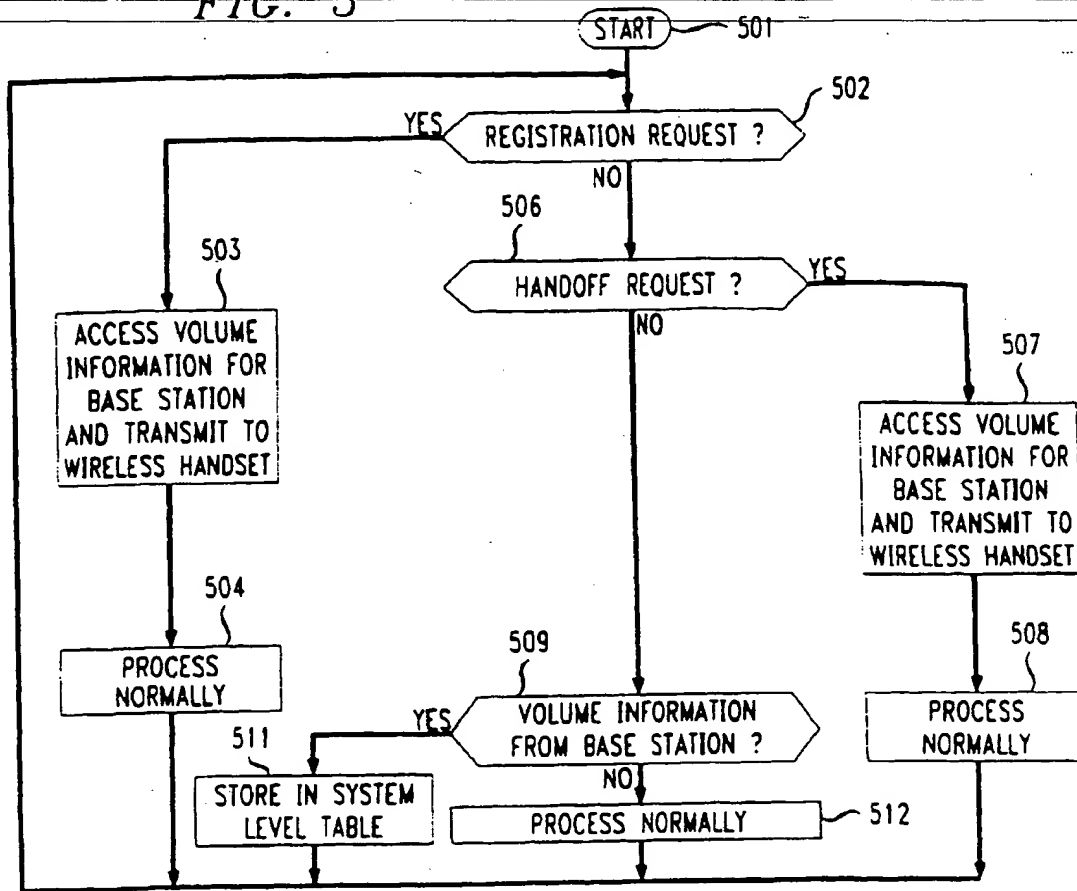 FIG. 5
START
501
502
YES
REGISTRATION REQUEST ?
NO
506
503
HANDOFF REQUEST ?
YES
NO
ACCESS VOLUME
INFORMATION FOR
BASE STATION
AND TRANSMIT TO
WIRELESS HANDSET
507
ACCESS VOLUME
INFORMATION FOR
BASE STATION
AND TRANSMIT TO
WIRELESS HANDSET
504
PROCESS
NORMALLY
509
508
YES
VOLUME INFORMATION
FROM BASE STATION ?
PROCESS
NORMALLY
511
NO
STORE IN SYSTEM
LEVEL TABLE
PROCESS NORMALLY
512